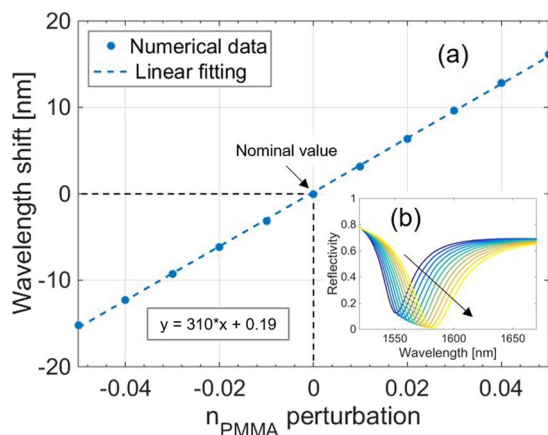 20
10
0
-10
-20
Wavelength shift [nm]
Numerical data
Linear fitting
(a)
Nominal value
y = 310*x + 0.19
-0.04
-0.02
0
0.02
0.04
n_PMMA perturbation
(b)
1
0.8
0.6
0.4
0.2
0
Reflectivity
1550
1600
1650
Wavelength [nm]